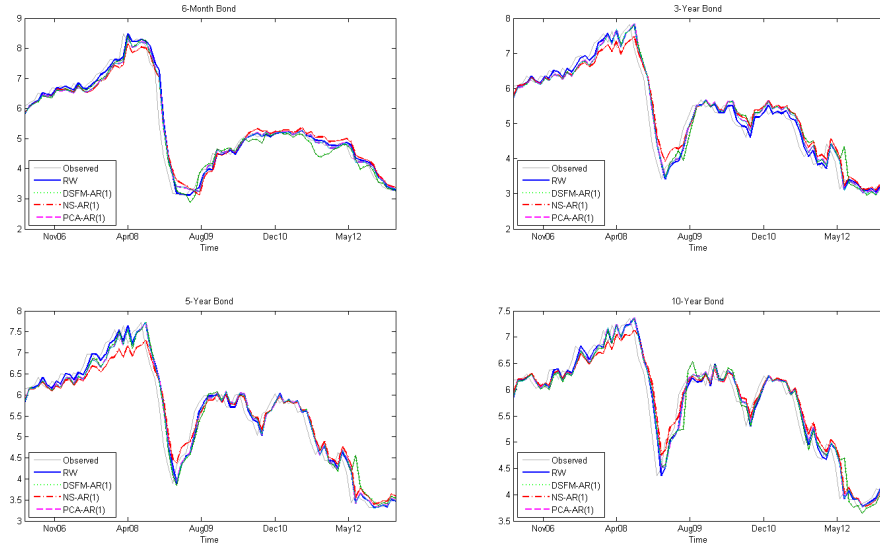 6-Month Bond
9
8
7
6
5
4
3
2
Observed
RW
DSFM-AR(1)
NS-AR(1)
PCA-AR(1)
Nov06
Apr08
Aug09
Dec10
May12
Time
3-Year Bond
8
7
6
5
4
3
2
Observed
RW
DSFM-AR(1)
NS-AR(1)
PCA-AR(1)
Nov06
Apr08
Aug09
Dec10
May12
Time
5-Year Bond
8
7.5
7
6.5
6
5.5
5
4.5
4
3.5
3
Observed
RW
DSFM-AR(1)
NS-AR(1)
PCA-AR(1)
Nov06
Apr08
Aug09
Dec10
May12
Time
10-Year Bond
7.5
7
6.5
6
5.5
5
4.5
4
3.5
Observed
RW
DSFM-AR(1)
NS-AR(1)
PCA-AR(1)
Nov06
Apr08
Aug09
Dec10
May12
Time